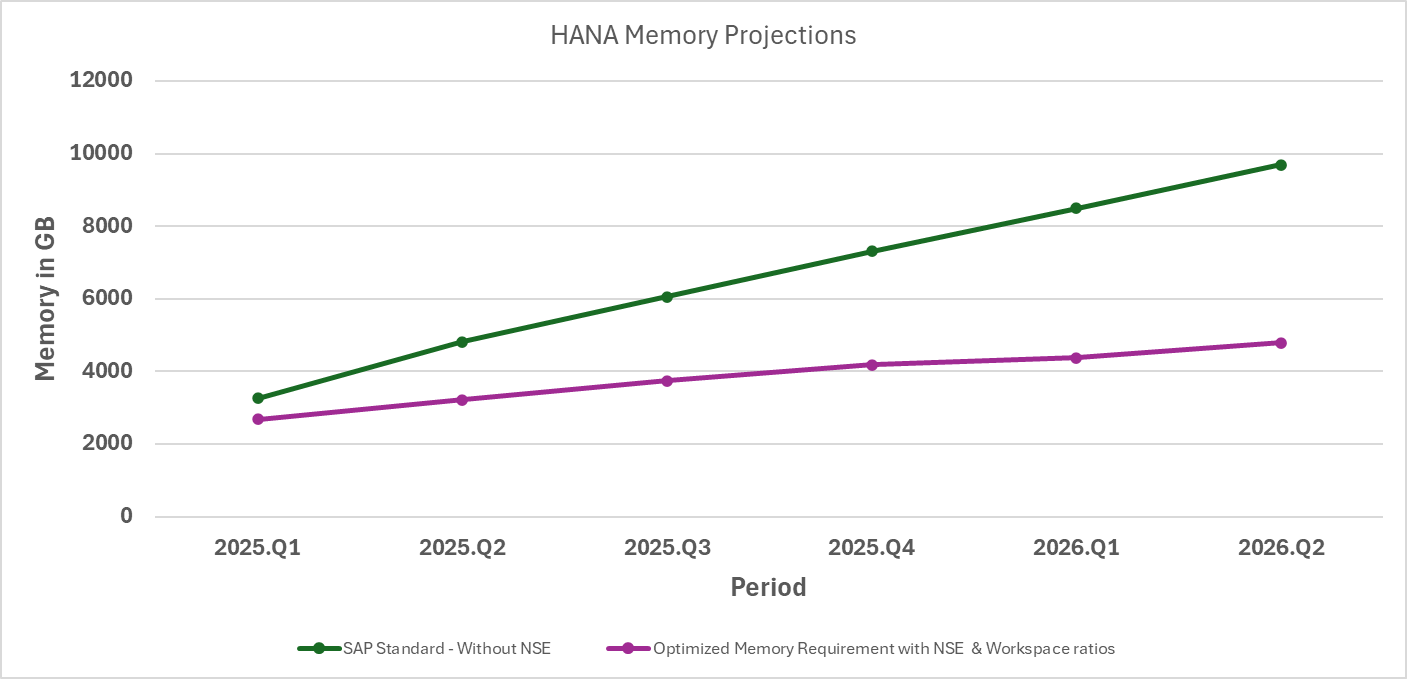 HANA Memory Projections
12000
10000
8000
6000
4000
2000
0
Memory in GB
2025.Q1 2025.Q2 2025.Q3 2025.Q4 2026.Q1 2026.Q2
Period
SAP Standard - Without NSE Optimized Memory Requirement with NSE & Workspace ratios